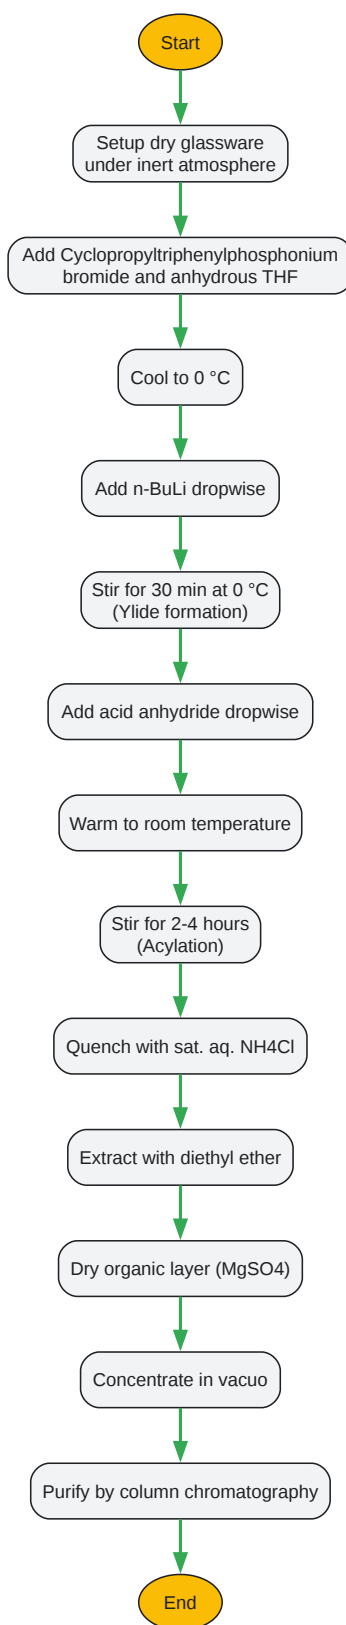 Start
Setup dry glassware
under inert atmosphere
Add Cyclopropyltriphenylphosphonium
bromide and anhydrous THF
Cool to 0 °C
Add n-BuLi dropwise
Stir for 30 min at 0 °C
(Ylide formation)
Add acid anhydride dropwise
Warm to room temperature
Stir for 2-4 hours
(Acylation)
Quench with sat. aq. NH4Cl
Extract with diethyl ether
Dry organic layer (MgSO4)
Concentrate in vacuo
Purify by column chromatography
End